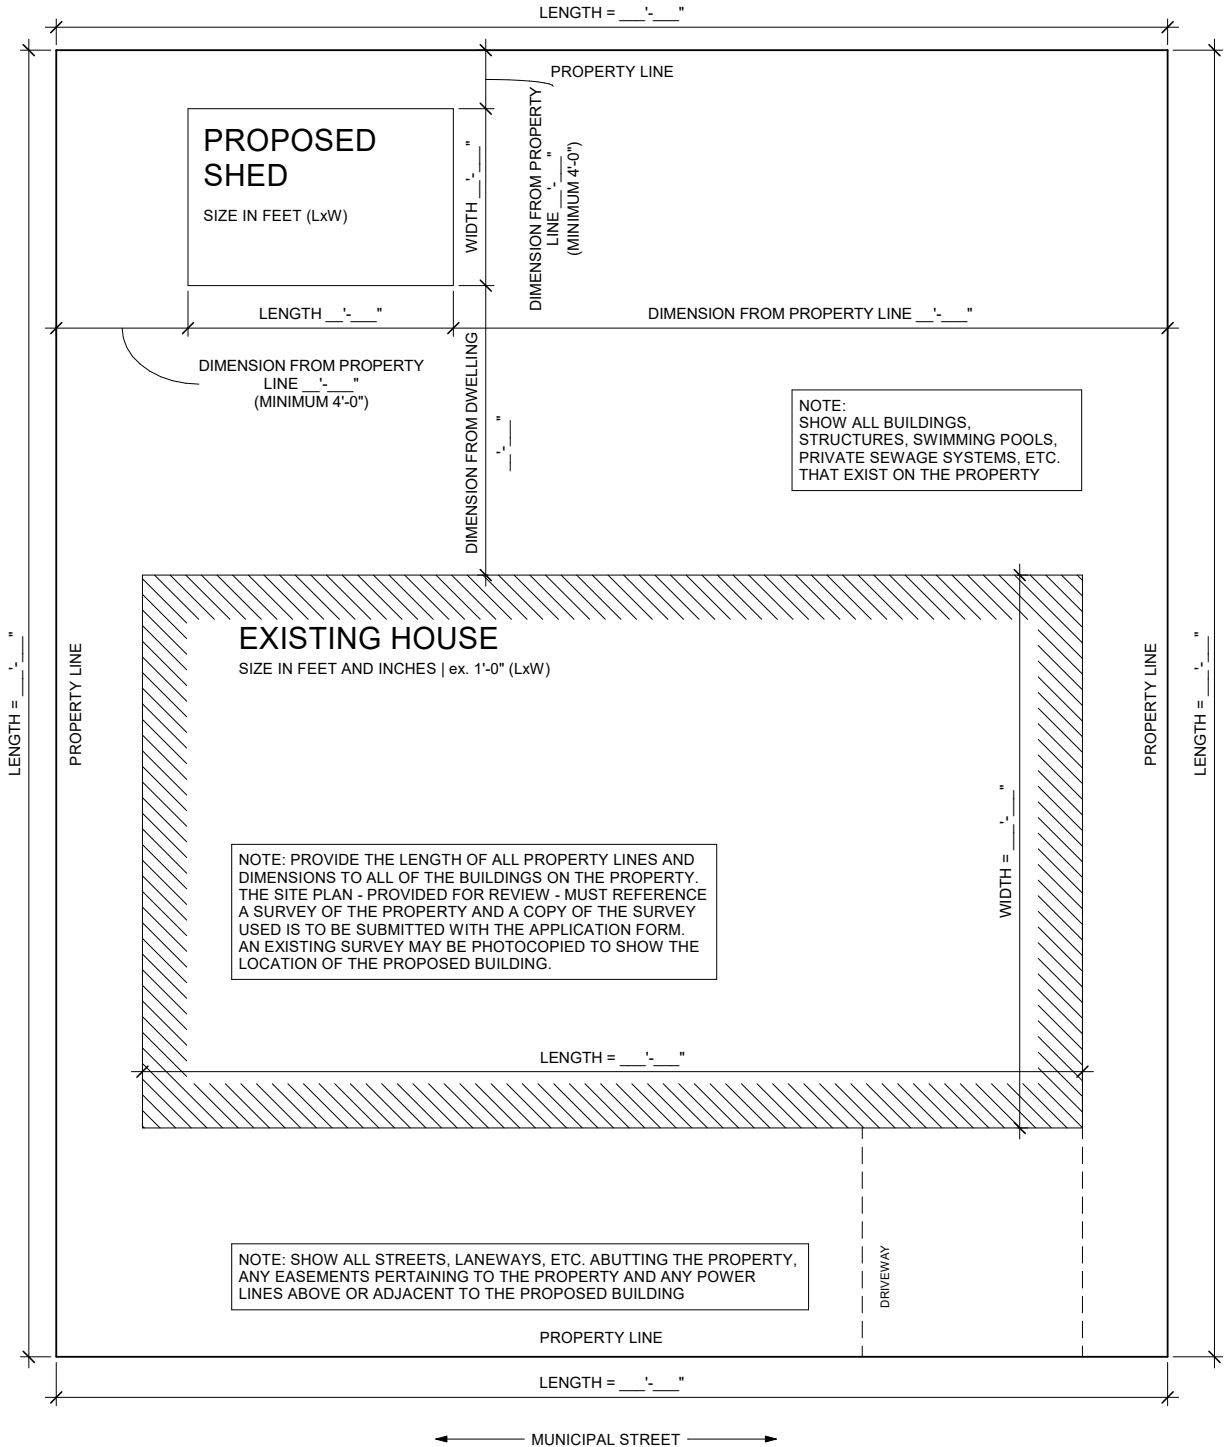 LENGTH = ___'-___"
PROPERTY LINE
PROPOSED
SHED
SIZE IN FEET (LxW)
WIDTH __'-___"
DIMENSION FROM PROPERTY
LINE __'-___"
(MINIMUM 4'-0")
LENGTH __'-___"
DIMENSION FROM PROPERTY LINE __'-___"
DIMENSION FROM PROPERTY
LINE __'-___"
(MINIMUM 4'-0")
DIMENSION FROM DWELLING
__'-___"
NOTE:
SHOW ALL BUILDINGS,
STRUCTURES, SWIMMING POOLS,
PRIVATE SEWAGE SYSTEMS, ETC.
THAT EXIST ON THE PROPERTY
EXISTING HOUSE
SIZE IN FEET AND INCHES | ex. 1'-0" (LxW)
LENGTH = ___'-___"
PROPERTY LINE
PROPERTY LINE
LENGTH = ___'-___"
WIDTH = ___'-___"
NOTE: PROVIDE THE LENGTH OF ALL PROPERTY LINES AND
DIMENSIONS TO ALL OF THE BUILDINGS ON THE PROPERTY.
THE SITE PLAN - PROVIDED FOR REVIEW - MUST REFERENCE
A SURVEY OF THE PROPERTY AND A COPY OF THE SURVEY
USED IS TO BE SUBMITTED WITH THE APPLICATION FORM.
AN EXISTING SURVEY MAY BE PHOTOCOPIED TO SHOW THE
LOCATION OF THE PROPOSED BUILDING.
LENGTH = ___'-___"
NOTE: SHOW ALL STREETS, LANEWAYS, ETC. ABUTTING THE PROPERTY,
ANY EASEMENTS PERTAINING TO THE PROPERTY AND ANY POWER
LINES ABOVE OR ADJACENT TO THE PROPOSED BUILDING
DRIVEWAY
PROPERTY LINE
LENGTH = ___'-___"
MUNICIPAL STREET